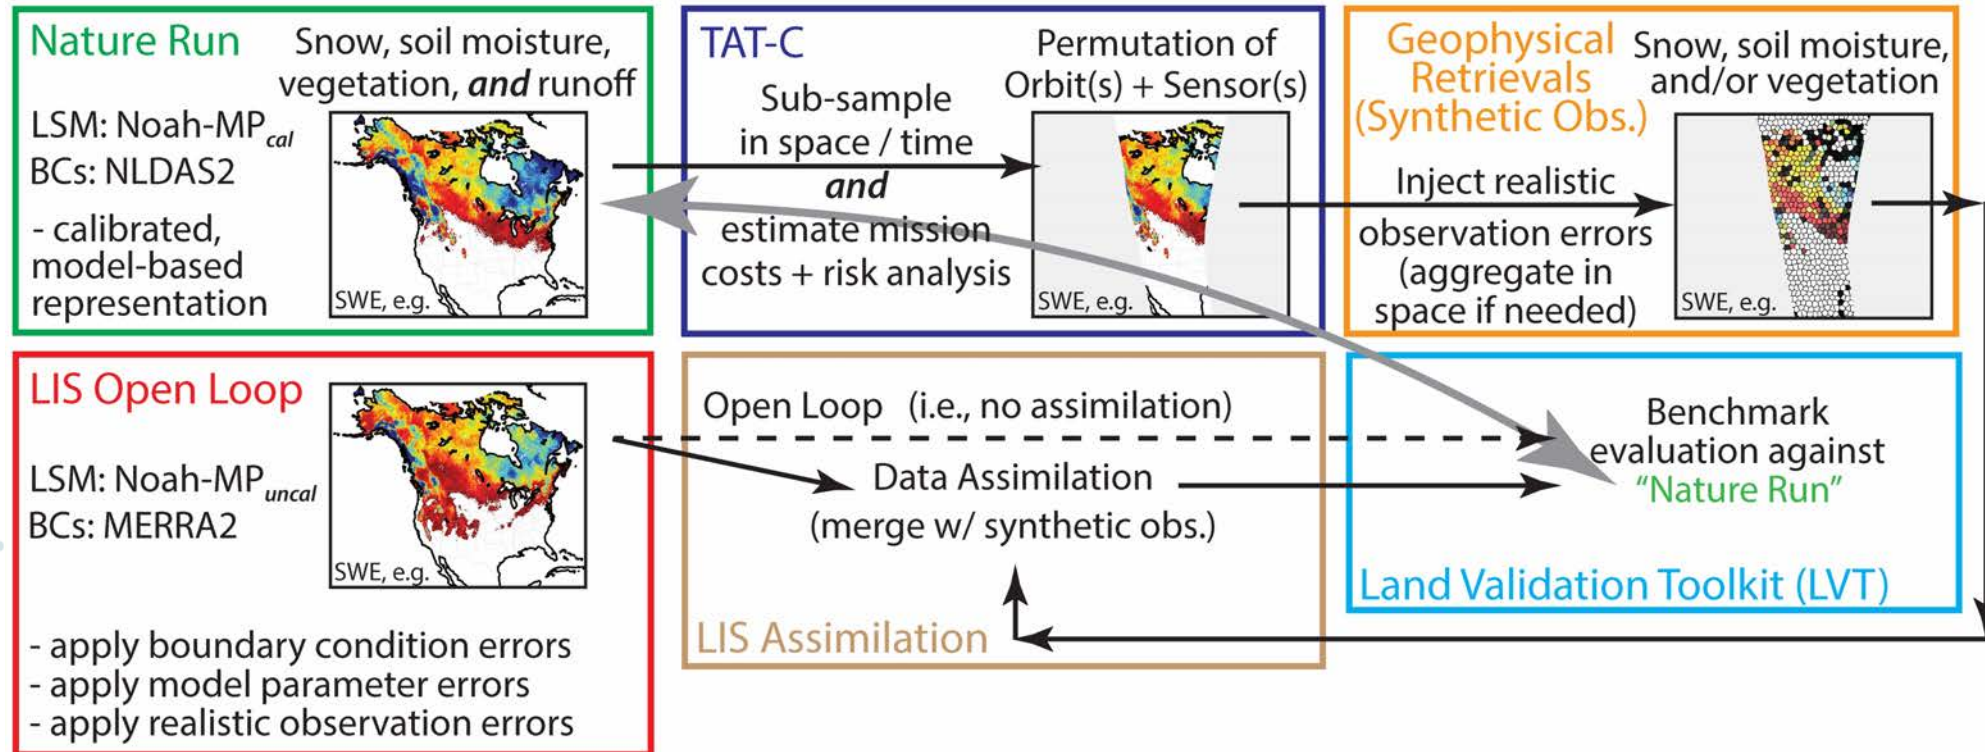 Nature Run
Snow, soil moisture,
vegetation, and runoff
LSM: Noah-MPcal
BCs: NLDAS2
- calibrated,
model-based
representation
SWE, e.g.
TAT-C
Sub-sample
in space / time
and
estimate mission
costs + risk analysis
Permutation of
Orbit(s) + Sensor(s)
SWE, e.g.
Geophysical
Retrievals
(Synthetic Obs.)
Snow, soil moisture,
and/or vegetation
Inject realistic
observation errors
(aggregate in
space if needed)
SWE, e.g.
LIS Open Loop
LSM: Noah-MPuncal
BCs: MERRA2
SWE, e.g.
- apply boundary condition errors
- apply model parameter errors
- apply realistic observation errors
Open Loop (i.e., no assimilation)
Data Assimilation
(merge w/ synthetic obs.)
LIS Assimilation
Benchmark
evaluation against
“Nature Run”
Land Validation Toolkit (LVT)